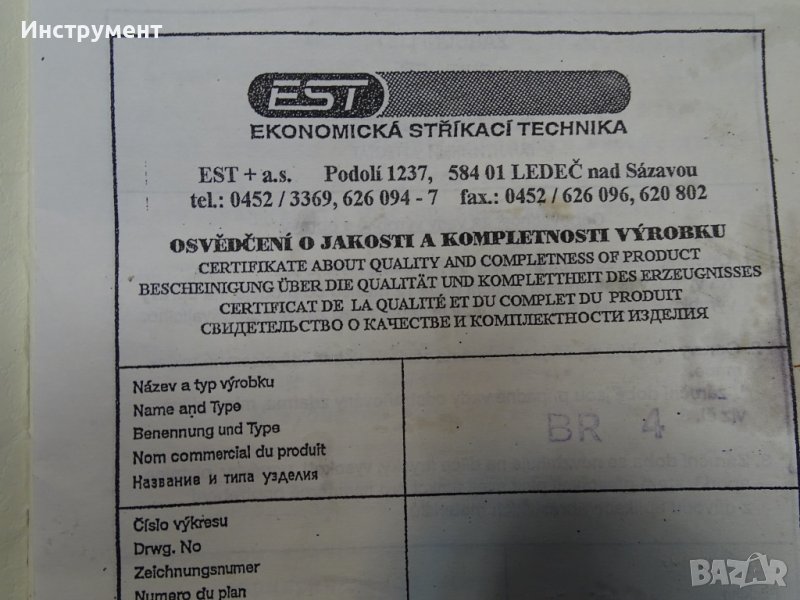 Инструмент
EST
EKONOMICKÁ STŘÍKACÍ TECHNIKA
EST + a.s. Podolí 1237, 584 01 LEDEČ nad Sázavou
tel.: 0452 / 3369, 626 094 - 7 fax.: 0452 / 626 096, 620 802
OSVĚDČENÍ O JAKOSTI A KOMPLETNOSTI VÝROBKU
CERTIFIKATE ABOUT QUALITY AND COMPLETNESS OF PRODUCT
BESCHEINIGUNG ÜBER DIE QUALITÄT UND KOMPLETTHEIT DES ERZEUGNISSES
CERTIFICAT DE LA QUALITÉ ET DU COMPLET DU PRODUIT
СВИДЕТЕЛЬСТВО О КАЧЕСТВЕ И КОМПЛЕКТНОСТИ ИЗДЕЛИЯ
Název a typ výrobku
Name and Type
Benennung und Type
Nom commercial du produit
Название и типа узделия
BR 4
Číslo výkresu
Drwg. No
Zeichnungsnumer
Numero du plan
BAZAR